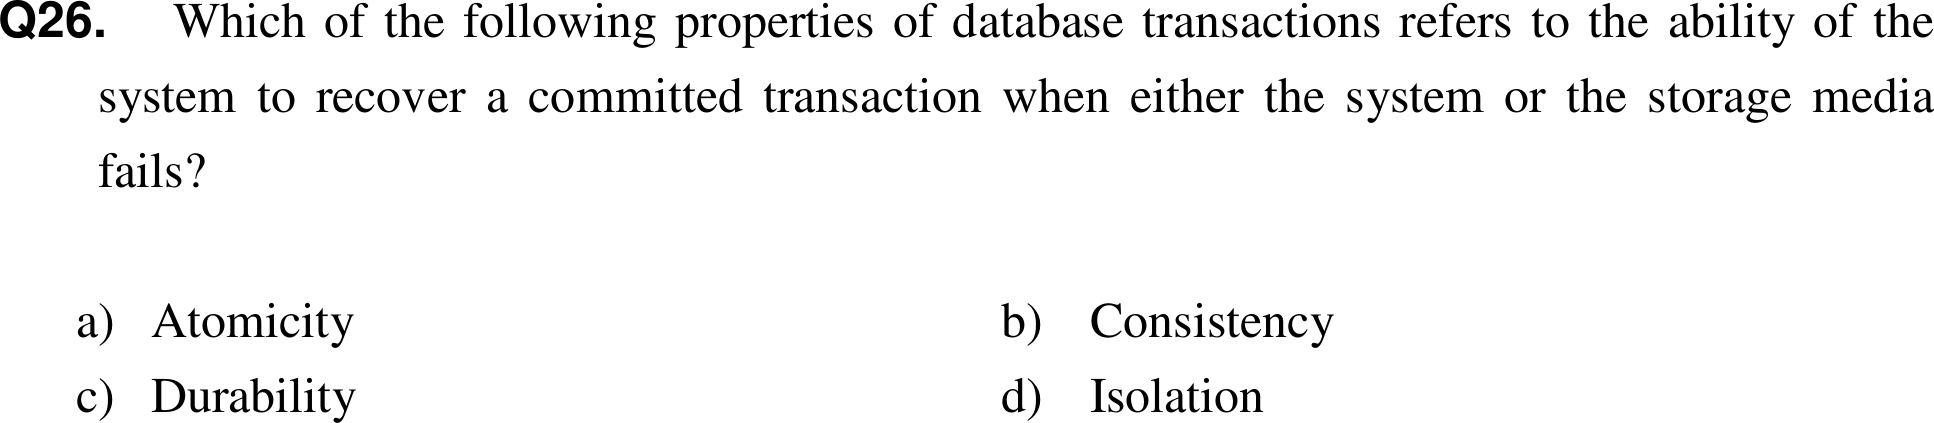 Q26. Which of the following properties of database transactions refers to the ability of the
system to recover a committed transaction when either the system or the storage media
fails?
a) Atomicity b) Consistency
c) Durability d) Isolation